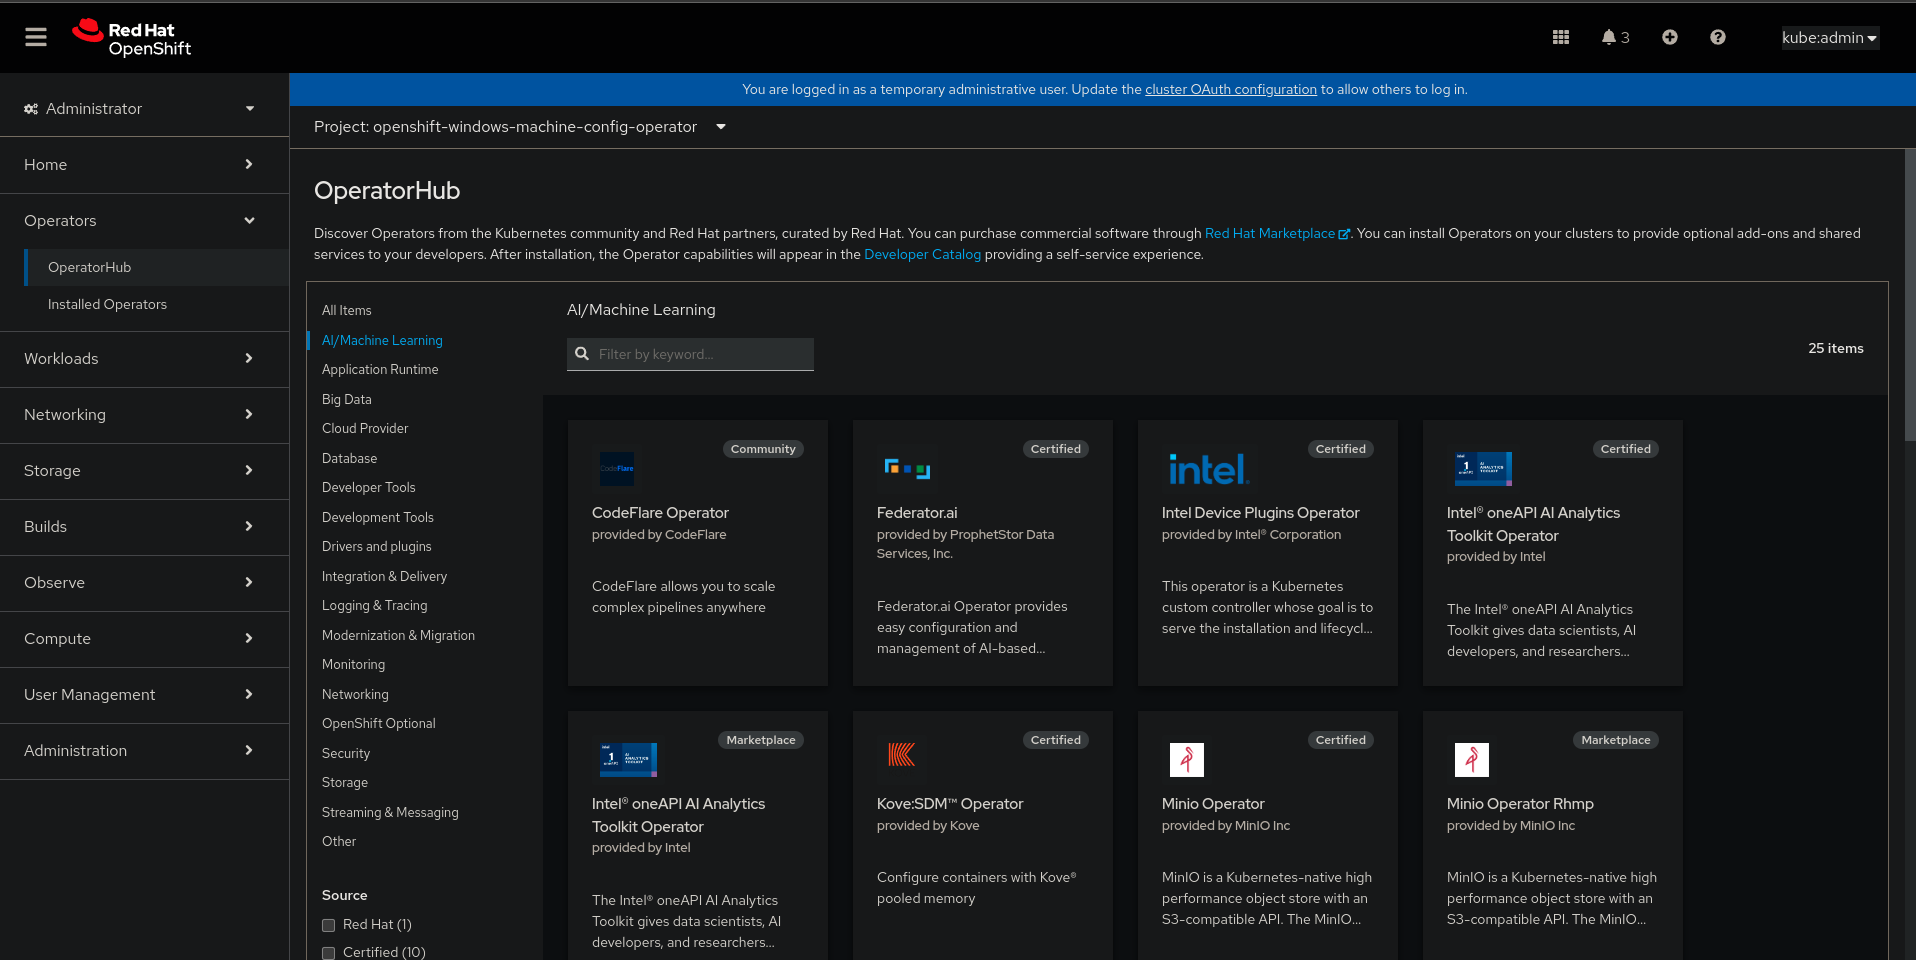 Red Hat
OpenShift
3
kube:admin
Administrator
Home
Operators
OperatorHub
Installed Operators
Workloads
Networking
Storage
Builds
Observe
Compute
User Management
Administration
You are logged in as a temporary administrative user. Update the cluster OAuth configuration to allow others to log in.
Project: openshift-windows-machine-config-operator
OperatorHub
Discover Operators from the Kubernetes community and Red Hat partners, curated by Red Hat. You can purchase commercial software through Red Hat Marketplace. You can install Operators on your clusters to provide optional add-ons and shared
services to your developers. After installation, the Operator capabilities will appear in the Developer Catalog providing a self-service experience.
All Items
AI/Machine Learning
Application Runtime
Big Data
Cloud Provider
Database
Developer Tools
Development Tools
Drivers and plugins
Integration & Delivery
Logging & Tracing
Modernization & Migration
Monitoring
Networking
OpenShift Optional
Security
Storage
Streaming & Messaging
Other
Source
Red Hat (1)
Certified (10)
AI/Machine Learning
Filter by keyword...
25 items
Community
CodeFlare
CodeFlare Operator
provided by CodeFlare
CodeFlare allows you to scale
complex pipelines anywhere
Certified
Federator.ai
provided by ProphetStor Data
Services, Inc.
Federator.ai Operator provides
easy configuration and
management of AI-based...
Certified
intel.
Intel Device Plugins Operator
provided by Intel® Corporation
This operator is a Kubernetes
custom controller whose goal is to
serve the installation and lifecycl...
Certified
intel
1
oneAPI
AI
ANALYTICS
TOOLKIT
Intel® oneAPI AI Analytics
Toolkit Operator
provided by Intel
The Intel® oneAPI AI Analytics
Toolkit gives data scientists, AI
developers, and researchers...
Marketplace
intel
1
oneAPI
AI
ANALYTICS
TOOLKIT
Intel® oneAPI AI Analytics
Toolkit Operator
provided by Intel
The Intel® oneAPI AI Analytics
Toolkit gives data scientists, AI
developers, and researchers...
Certified
Kove:SDM™ Operator
provided by Kove
Configure containers with Kove®
pooled memory
Certified
Minio Operator
provided by MinIO Inc
MinIO is a Kubernetes-native high
performance object store with an
S3-compatible API. The MinIO...
Marketplace
Minio Operator Rhmp
provided by MinIO Inc
MinIO is a Kubernetes-native high
performance object store with an
S3-compatible API. The MinIO...